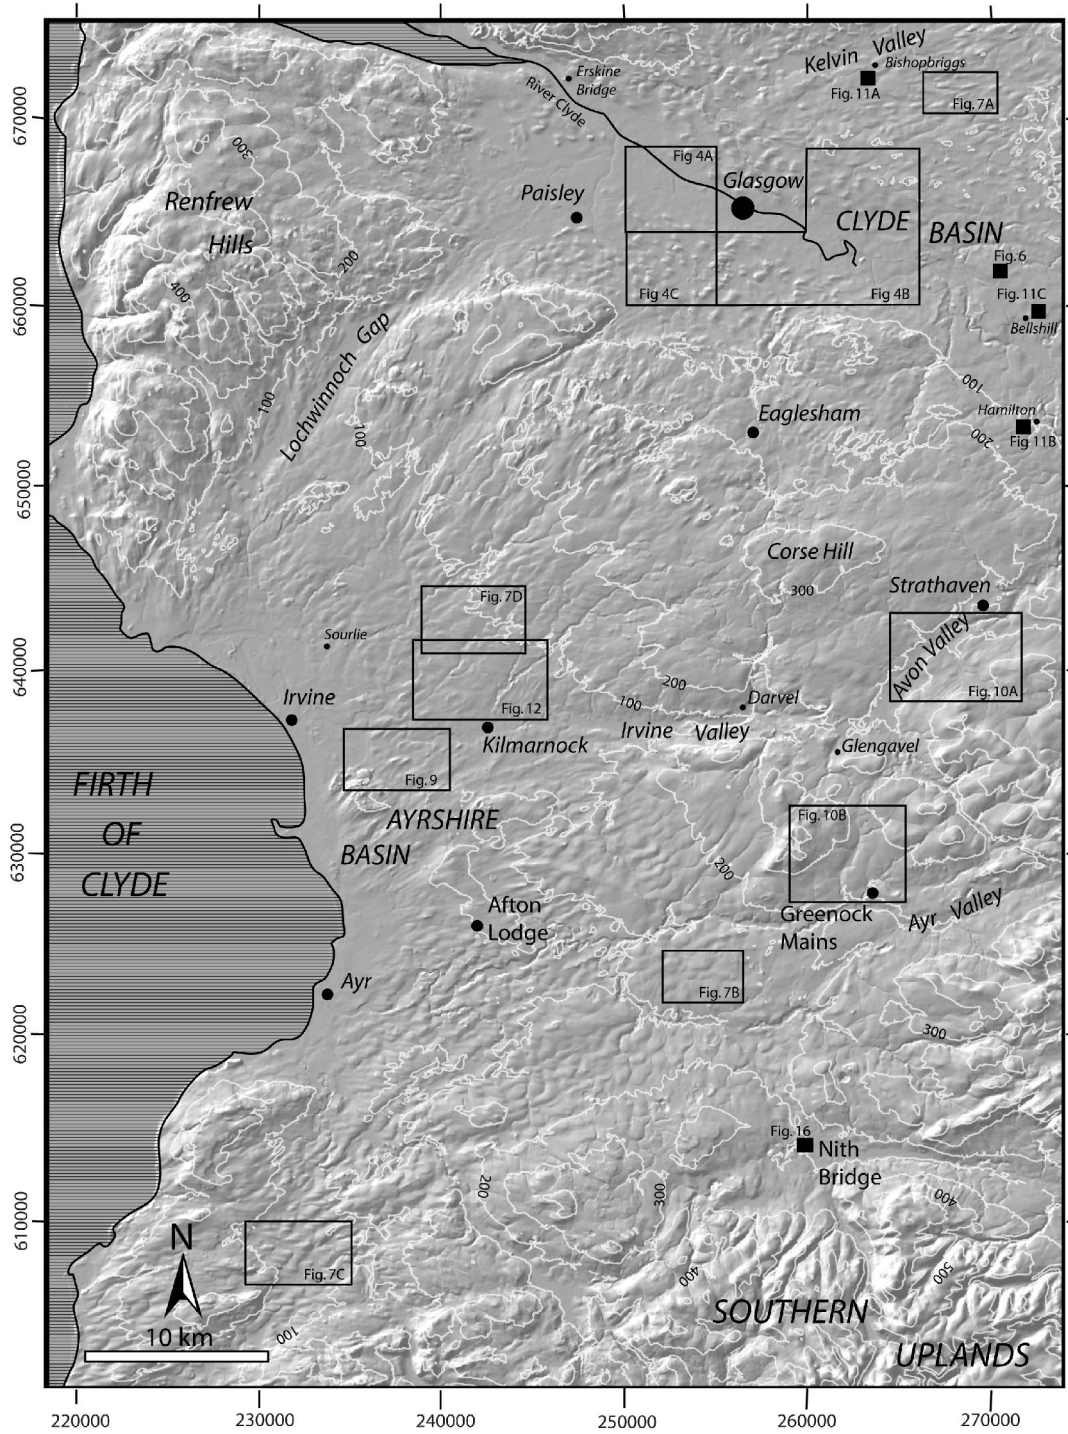 Kelvin Valley
Bishopbriggs
Erskine
Bridge
River Clyde
Fig. 11A
Fig. 7A
670000
300
Fig 4A
Glasgow
Paisley
Renfrew
Hills
CLYDE BASIN
200
Fig. 6
400
Fig 4C
Fig 4B
Fig. 11C
660000
Bellshill
Lochwinnoch Gap
100
100
100
Eaglesham
Hamilton
200
Fig 11B
650000
Corse Hill
300
Strathaven
Fig. 7D
Sourlie
Avon Valley
640000
200
Fig. 10A
Irvine
100
Darvel
Fig. 12
Irvine Valley
Kilmarnock
Glengavel
FIRTH
OF
CLYDE
Fig. 9
AYRSHIRE
BASIN
Fig. 10B
630000
200
Afton
Lodge
Greenock
Mains
Ayr Valley
Ayr
Fig. 7B
620000
300
Fig. 16
Nith
Bridge
200
300
400
610000
N
Fig. 7C
400
500
SOUTHERN
UPLANDS
10 km
100
220000
230000
240000
250000
260000
270000